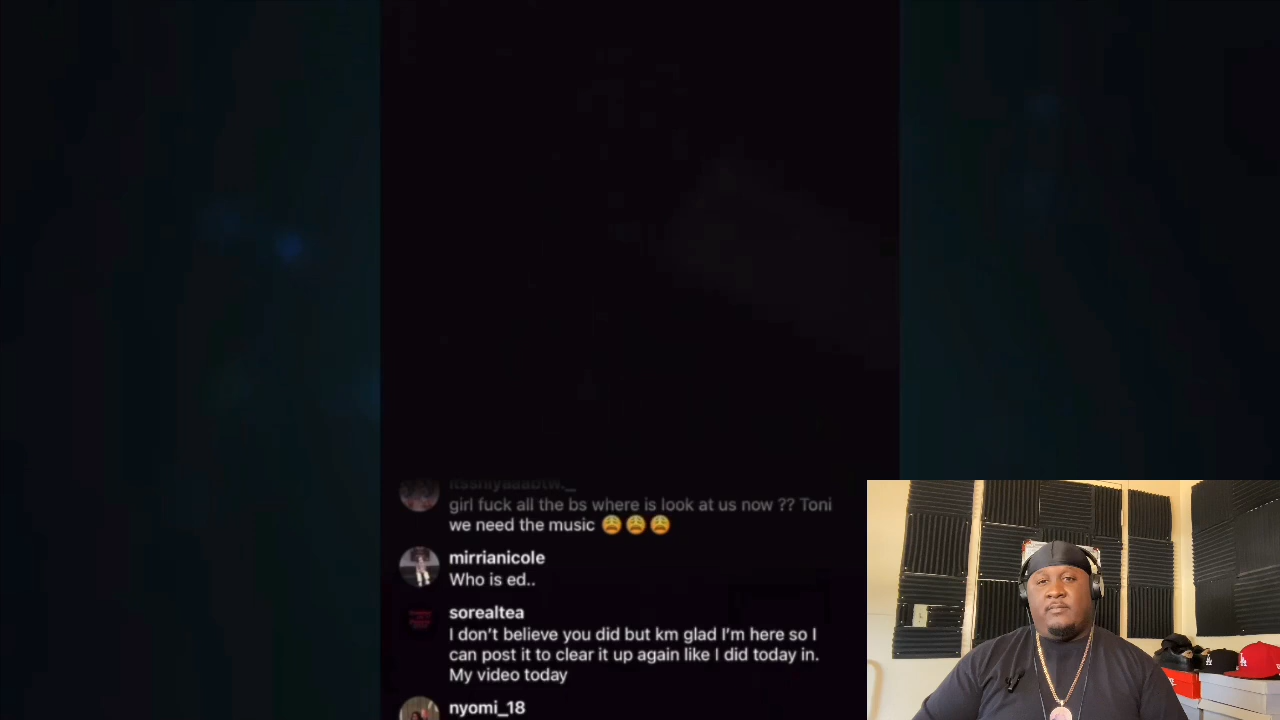 girl fuck all the bs where is look at us now ?? Toni
we need the music 😩😩😩
mirrianicole
Who is ed..
sorealtea
I don't believe you did but km glad I'm here so I
can post it to clear it up again like I did today in.
My video today
nyomi_18